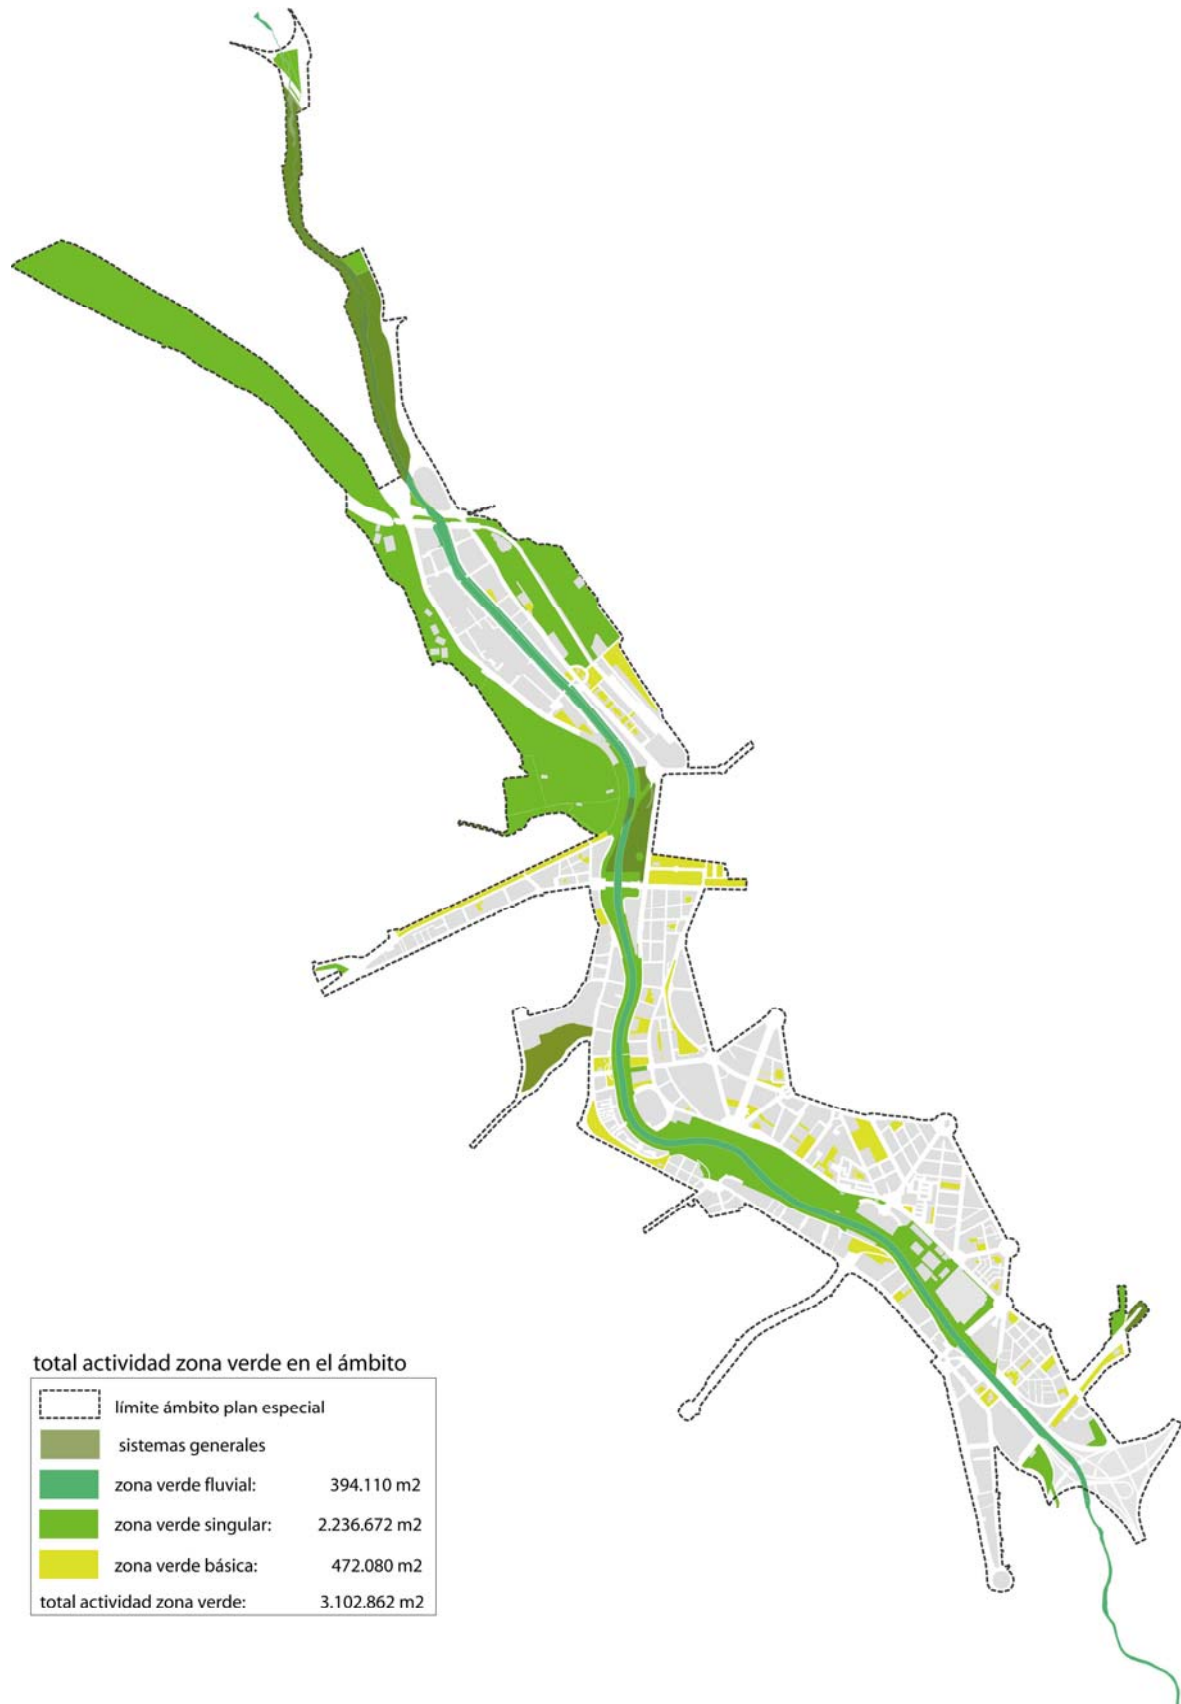 total actividad zona verde en el ámbito
límite ámbito plan especial
sistemas generales
zona verde fluvial: 394.110 m2
zona verde singular: 2.236.672 m2
zona verde básica: 472.080 m2
total actividad zona verde: 3.102.862 m2